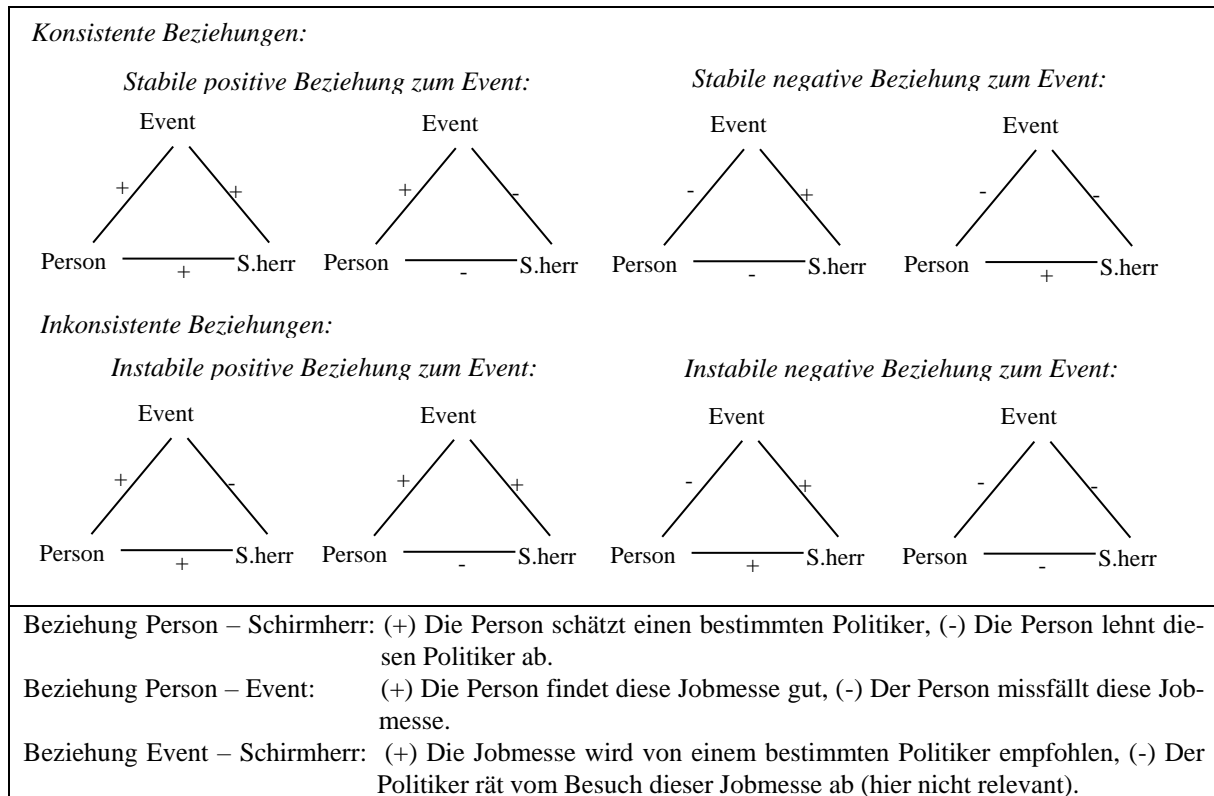 Konsistente Beziehungen:
Stabile positive Beziehung zum Event: Stabile negative Beziehung zum Event:
Event Event Event Event
+ + + - - + - -
Person + S.herr Person - S.herr Person - S.herr Person + S.herr
Inkonsistente Beziehungen:
Instabile positive Beziehung zum Event: Instabile negative Beziehung zum Event:
Event Event Event Event
+ - + + - + - -
Person + S.herr Person - S.herr Person + S.herr Person - S.herr
Beziehung Person – Schirmherr: (+) Die Person schätzt einen bestimmten Politiker, (-) Die Person lehnt die-
sen Politiker ab.
Beziehung Person – Event: (+) Die Person findet diese Jobmesse gut, (-) Der Person missfällt diese Job-
messe.
Beziehung Event – Schirmherr: (+) Die Jobmesse wird von einem bestimmten Politiker empfohlen, (-) Der
Politiker rät vom Besuch dieser Jobmesse ab (hier nicht relevant).